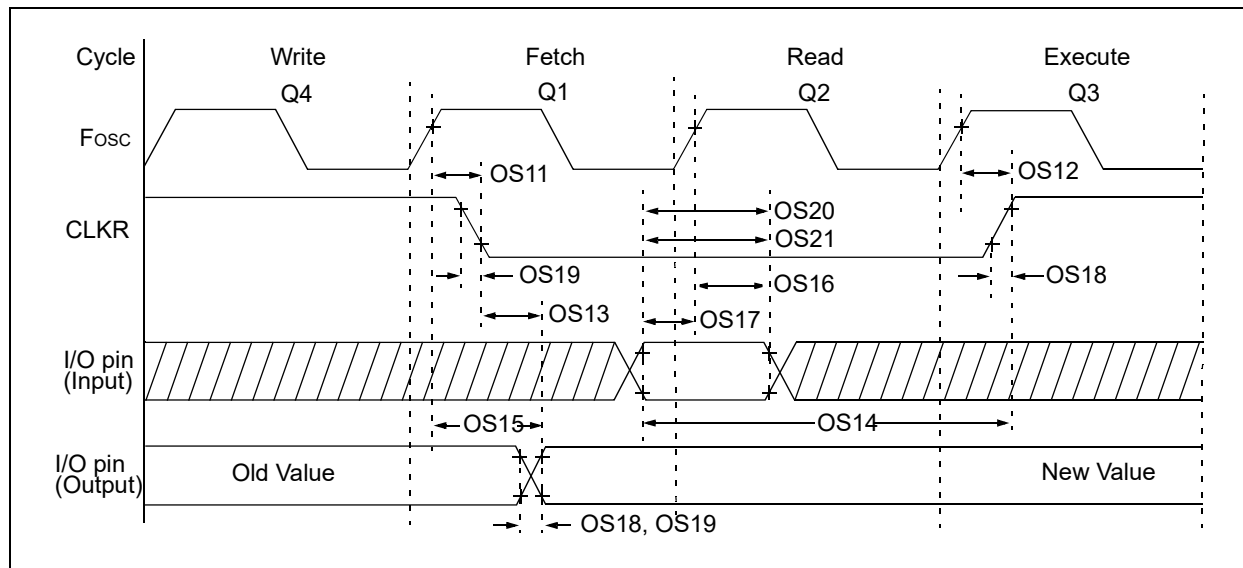 Cycle Write Fetch Read Execute
Q4 Q1 Q2 Q3
Fosc
OS11 OS12
CLKR
OS20
OS21
OS19 OS16 OS18
OS13 OS17
I/O pin
(Input)
OS15 OS14
I/O pin
(Output)
Old Value New Value
OS18, OS19